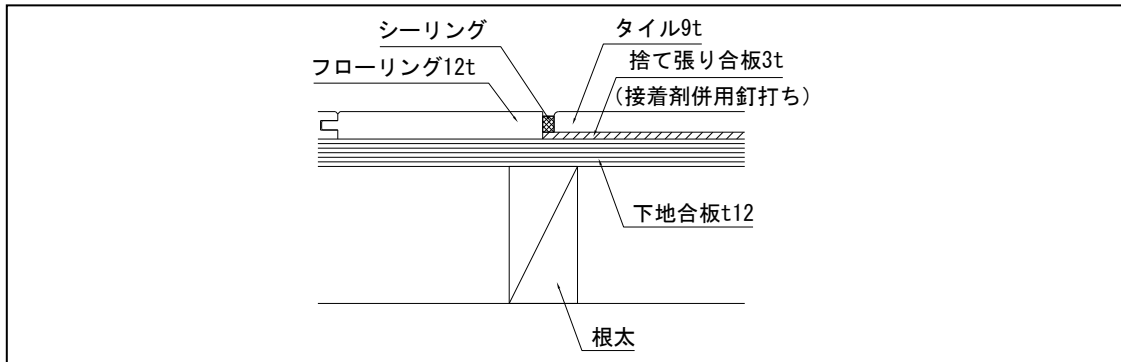 シーリング
タイル9t
フローリング12t
捨て張り合板3t
(接着剤併用釘打ち)
下地合板t12
根太